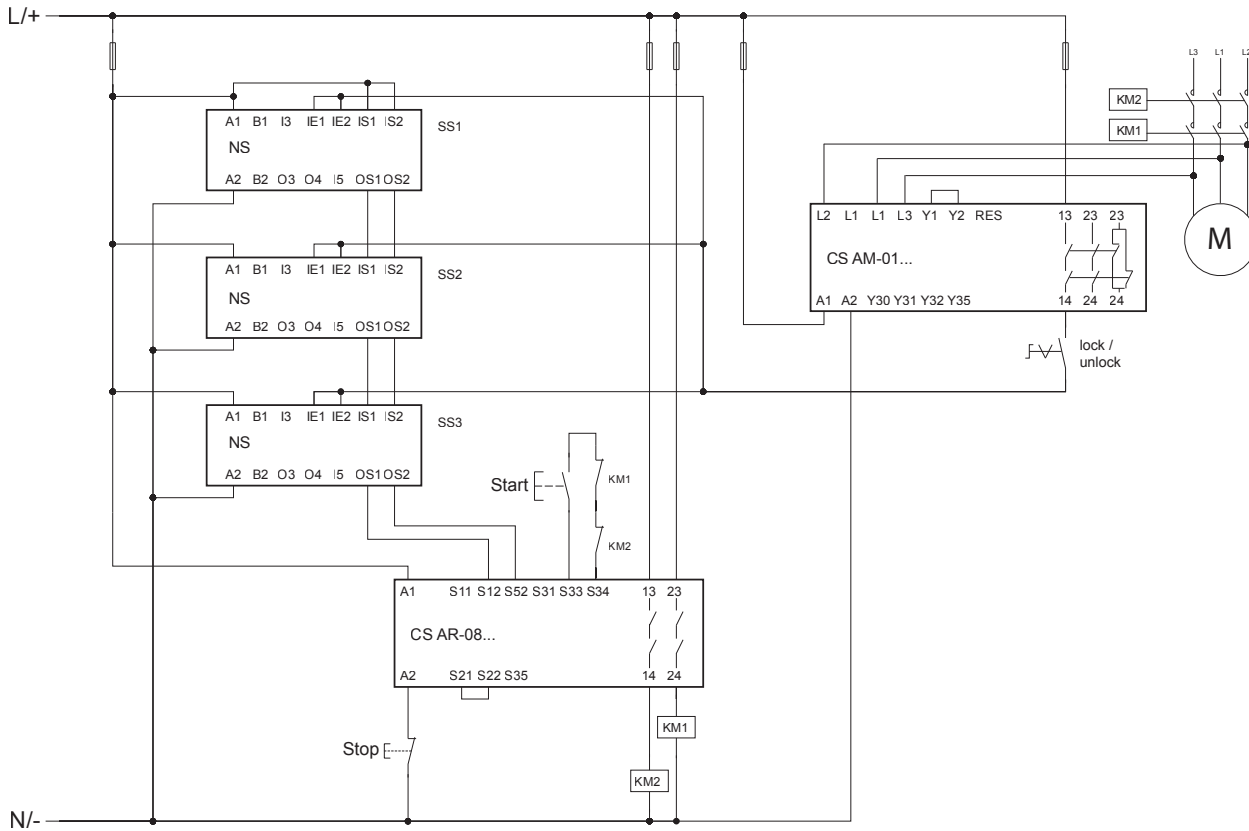 L/+
L3 L1 L2
KM2
KM1
A1 B1 I3 IE1 IE2 IS1 IS2
SS1
NS
A2 B2 O3 O4 I5 OS1 OS2
A1 B1 I3 IE1 IE2 IS1 IS2
SS2
NS
A2 B2 O3 O4 I5 OS1 OS2
A1 B1 I3 IE1 IE2 IS1 IS2
SS3
NS
A2 B2 O3 O4 I5 OS1 OS2
L2 L1 L1 L3 Y1 Y2 RES 13 23 23
CS AM-01...
A1 A2 Y30 Y31 Y32 Y35 14 24 24
M
lock /
unlock
Start
KM1
KM2
A1 S11 S12 S52 S31 S33 S34 13 23
CS AR-08...
A2 S21 S22 S35 14 24
Stop
KM1
KM2
N/-